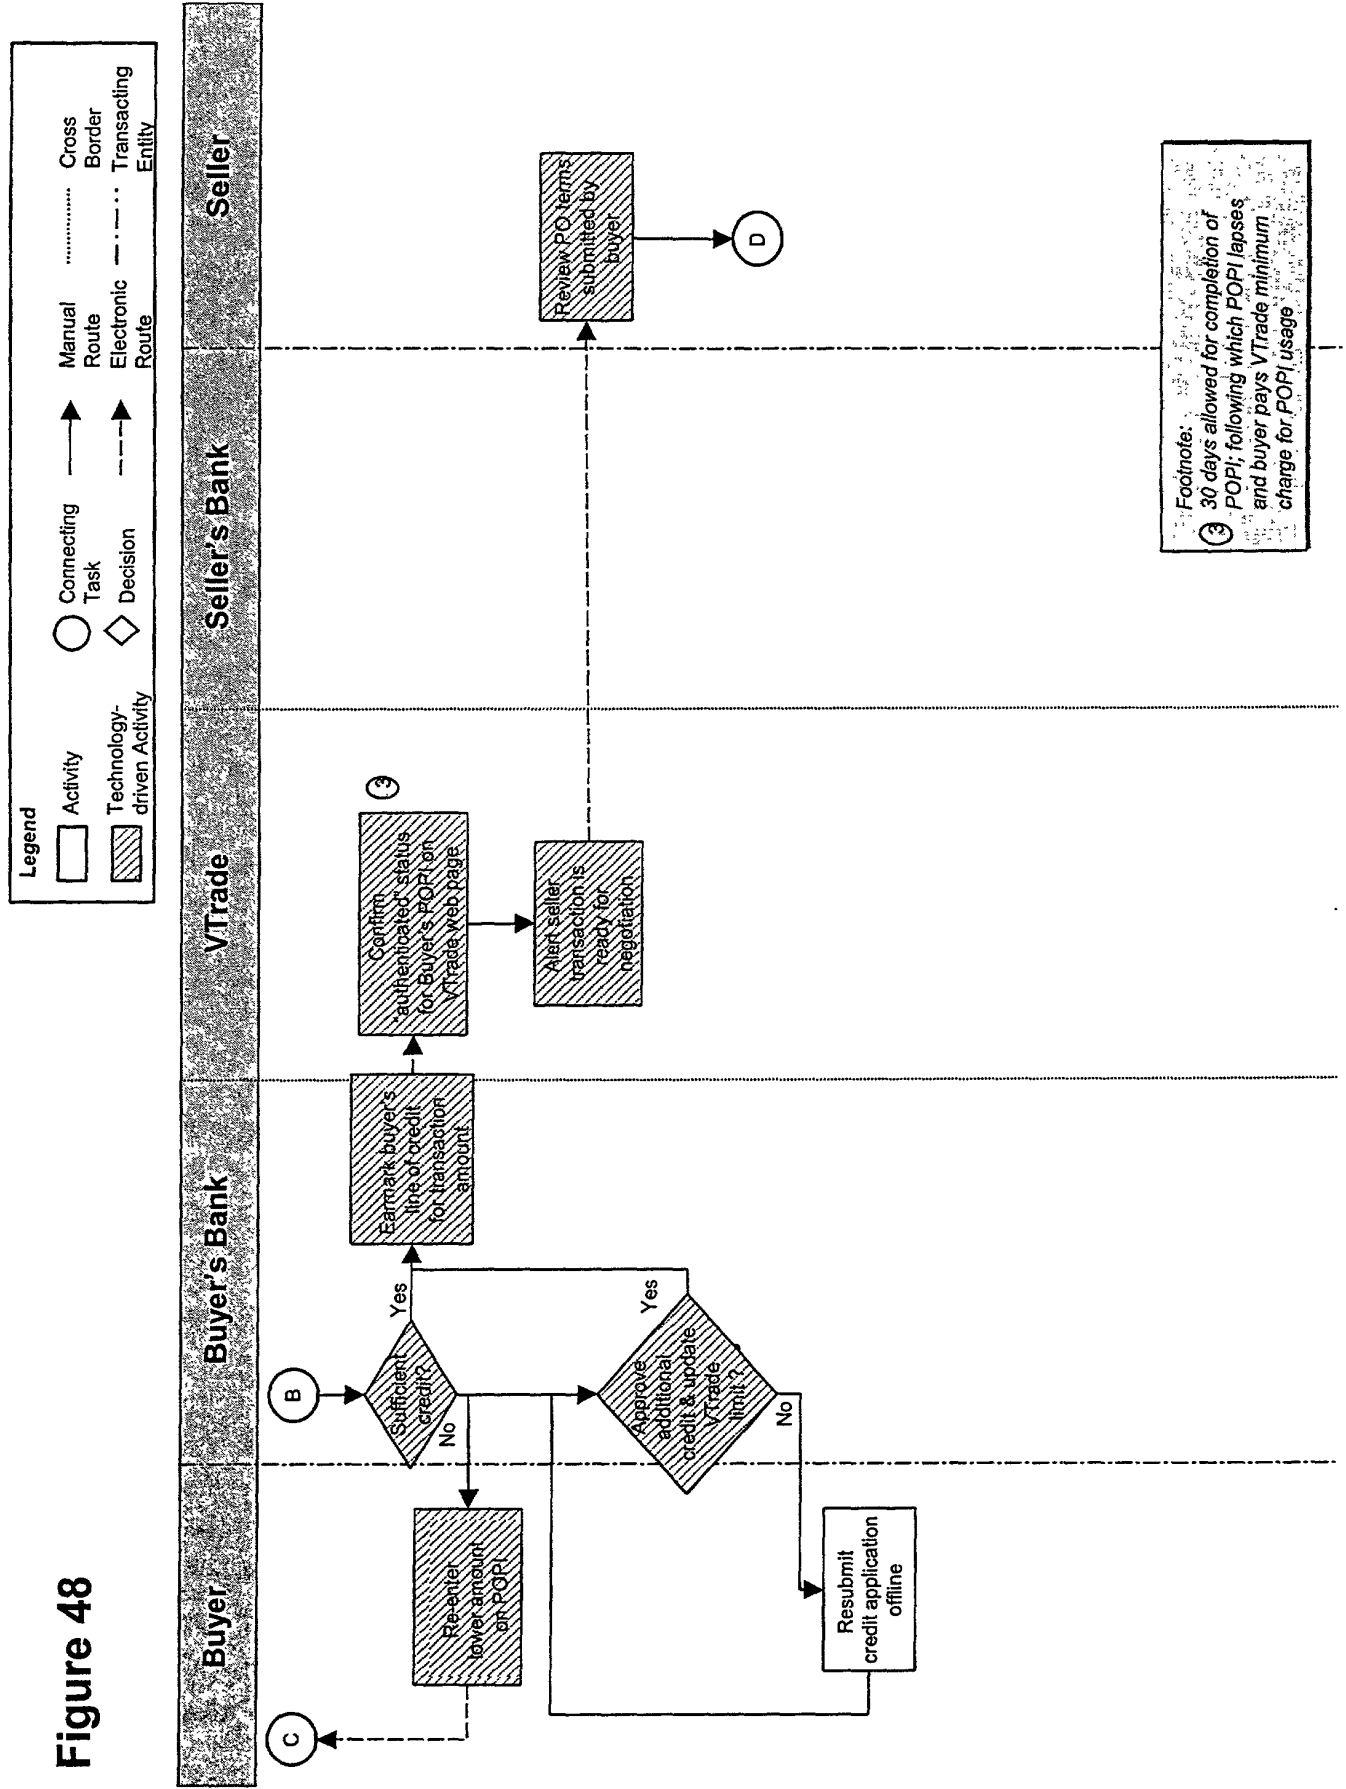 Figure 48
Legend
Activity
Technology-
driven Activity
Connecting
Task
Decision
Manual
Route
Electronic
Route
Cross
Border
Transacting
Entity
Buyer
Buyer's Bank
VTrade
Seller's Bank
Seller
C
B
Sufficient
credit?
Yes
No
Re-enter
lower amount
on POPI
Earmark buyer's
line of credit
for transaction
amount
Confirm
"authenticated" status
for Buyer's POPI on
VTrade web page
3
Alert seller
transaction is
ready for
negotiation
Review PO terms
submitted by
buyer
D
Approve
additional
credit & update
VTrade
limit ?
Yes
No
Resubmit
credit application
offline
Footnote:
3 30 days allowed for completion of
POPI; following which POPI lapses
and buyer pays VTrade minimum
charge for POPI usage